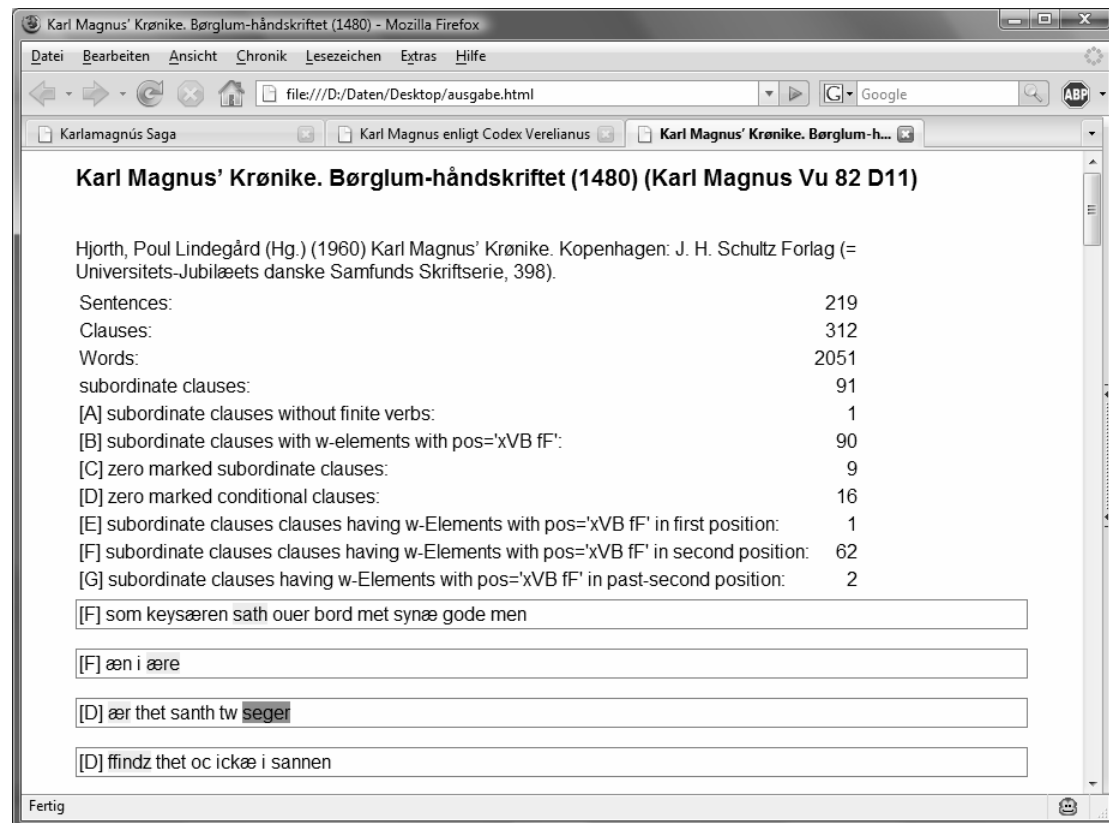 Karl Magnus’ Krønike. Børglum-håndskriftet (1480) - Mozilla Firefox
Datei Bearbeiten Ansicht Chronik Lesezeichen Extras Hilfe
file:///D:/Daten/Desktop/ausgabe.html G Google ABP
Karlamagnús Saga Karl Magnus enligt Codex Verelianus Karl Magnus’ Krønike. Børglum-h...
Karl Magnus’ Krønike. Børglum-håndskriftet (1480) (Karl Magnus Vu 82 D11)
Hjorth, Poul Lindegård (Hg.) (1960) Karl Magnus’ Krønike. Kopenhagen: J. H. Schultz Forlag (=
Universitets-Jubilæets danske Samfunds Skriftserie, 398).
Sentences: 219
Clauses: 312
Words: 2051
subordinate clauses: 91
[A] subordinate clauses without finite verbs: 1
[B] subordinate clauses with w-elements with pos='xVB fF': 90
[C] zero marked subordinate clauses: 9
[D] zero marked conditional clauses: 16
[E] subordinate clauses clauses having w-Elements with pos='xVB fF' in first position: 1
[F] subordinate clauses clauses having w-Elements with pos='xVB fF' in second position: 62
[G] subordinate clauses having w-Elements with pos='xVB fF' in past-second position: 2
[F] som keysæren sath ouer bord met synæ gode men
[F] æn i ære
[D] ær thet santh tw seger
[D] ffindz thet oc ickæ i sannen
Fertig